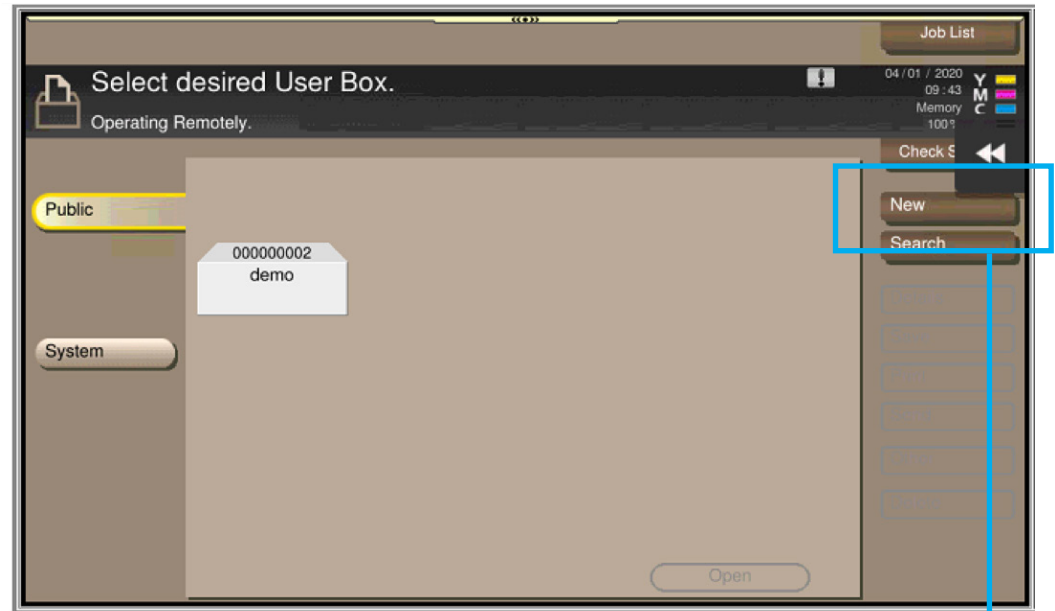 Job List
Select desired User Box.
Operating Remotely.
04/01 / 2020
09:43
Memory
100
Y
M
C
Check
Public
New
Search
000000002
demo
System
Open